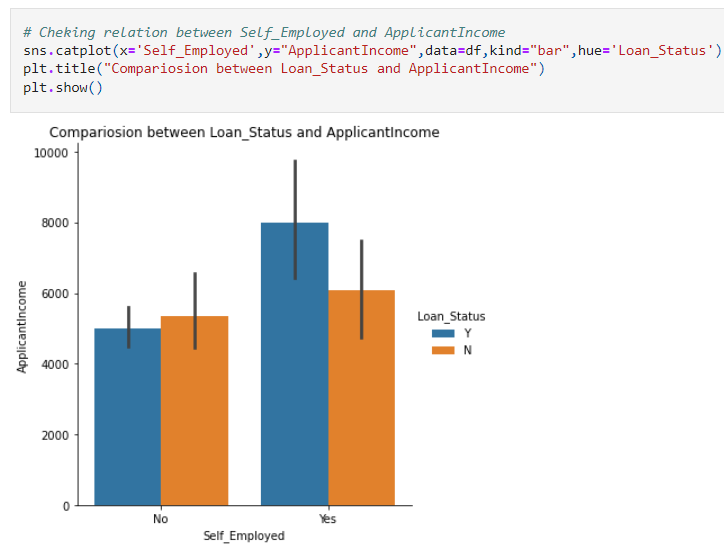 # Cheking relation between Self_Employed and ApplicantIncome
sns.catplot(x='Self_Employed',y="ApplicantIncome",data=df,kind="bar",hue='Loan_Status')
plt.title("Compariosion between Loan_Status and ApplicantIncome")
plt.show()
Compariosion between Loan_Status and ApplicantIncome
10000
8000
6000
4000
2000
0
ApplicantIncome
No
Yes
Self_Employed
Loan_Status
Y
N